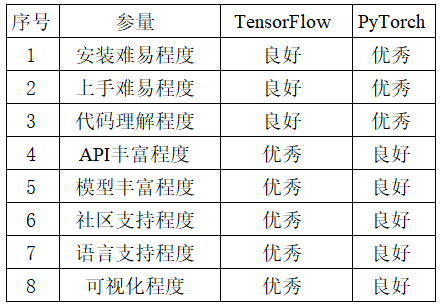 序号 参量 TensorFlow PyTorch
1 安装难易程度 良好 优秀
2 上手难易程度 良好 优秀
3 代码理解程度 良好 优秀
4 API丰富程度 优秀 良好
5 模型丰富程度 优秀 良好
6 社区支持程度 优秀 良好
7 语言支持程度 优秀 良好
8 可视化程度 优秀 良好